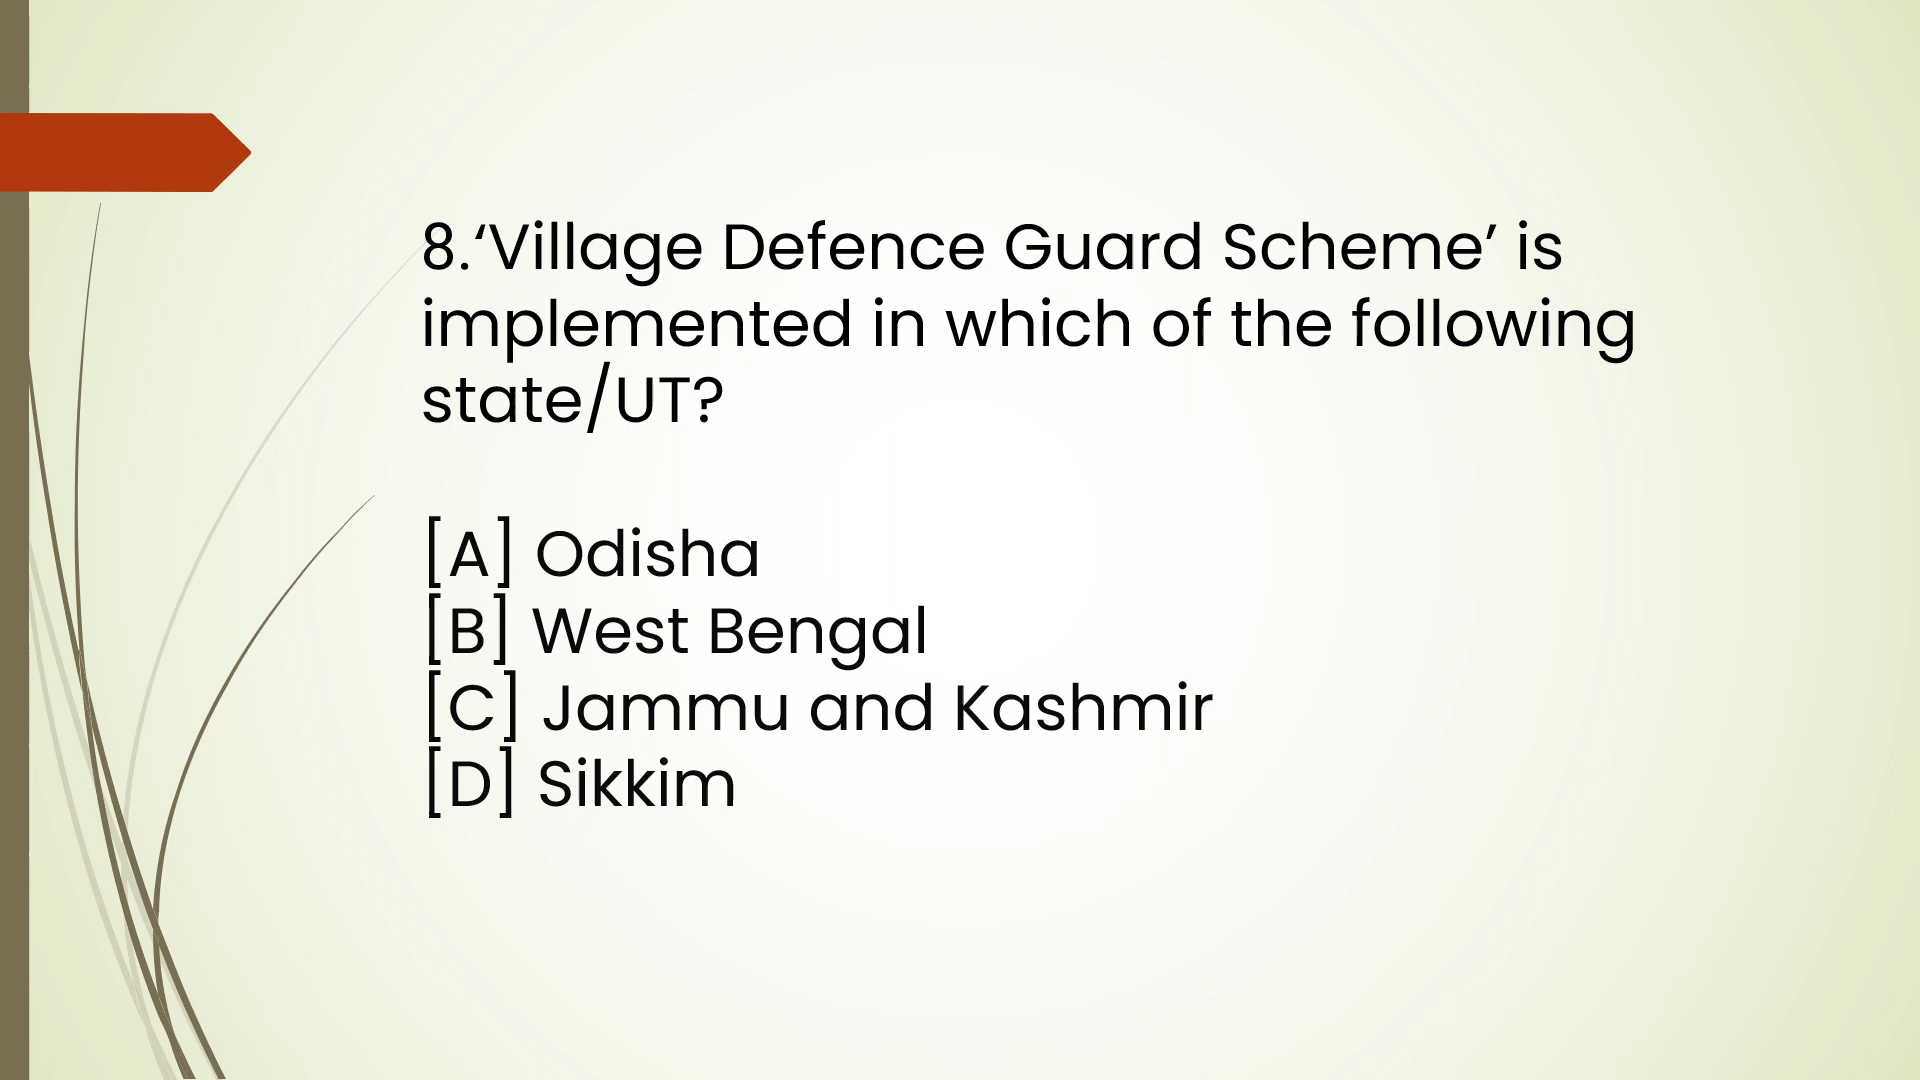 8.‘Village Defence Guard Scheme’ is
implemented in which of the following
state/UT?
[A] Odisha
[B] West Bengal
[C] Jammu and Kashmir
[D] Sikkim